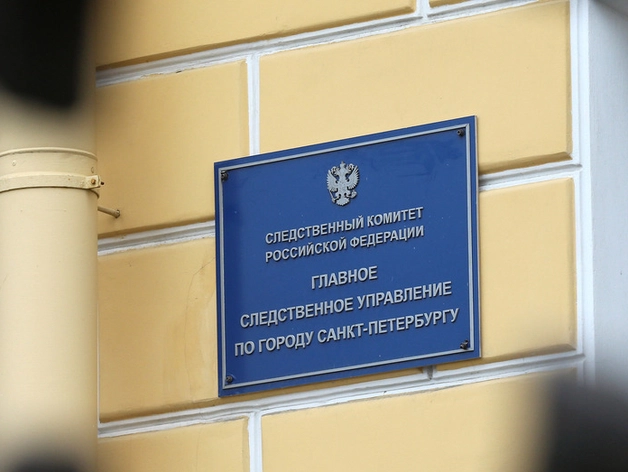 СЛЕДСТВЕННЫЙ КОМИТЕТ
РОССИЙСКОЙ ФЕДЕРАЦИИ
ГЛАВНОЕ
СЛЕДСТВЕННОЕ УПРАВЛЕНИЕ
ПО ГОРОДУ САНКТ-ПЕТЕРБУРГУ